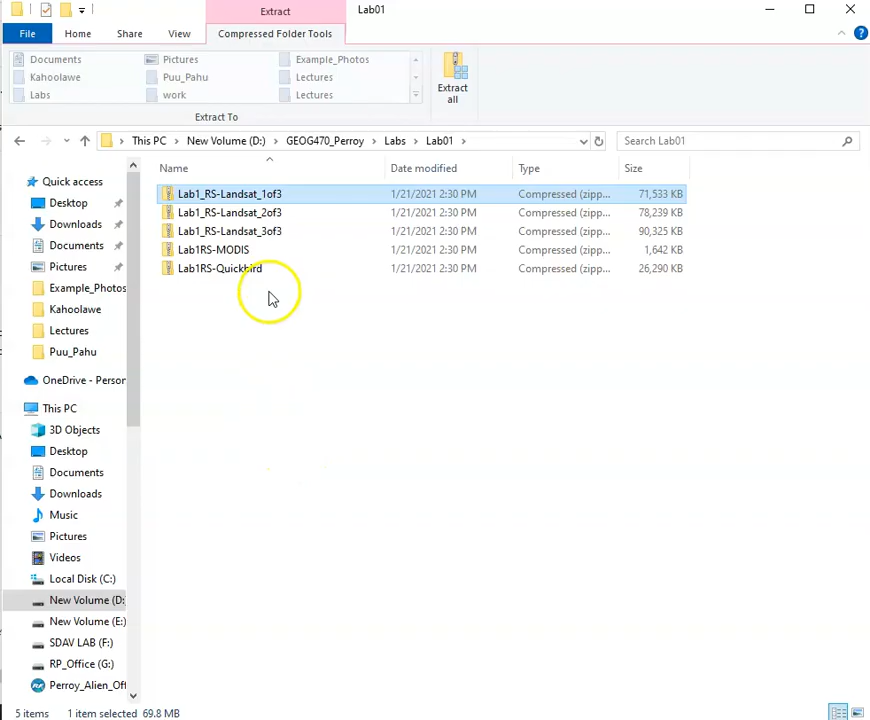 Extract
Lab01
File
Home
Share
View
Compressed Folder Tools
Documents
Pictures
Example_Photos
Kahoolawe
Puu_Pahu
Lectures
Labs
work
Lectures
Extract To
Extract
all
This PC
New Volume (D:)
GEOG470_Perroy
Labs
Lab01
Search Lab01
Name
Date modified
Type
Size
Lab1_RS-Landsat_1of3 1/21/2021 2:30 PM Compressed (zipp... 71,533 KB
Lab1_RS-Landsat_2of3 1/21/2021 2:30 PM Compressed (zipp... 78,239 KB
Lab1_RS-Landsat_3of3 1/21/2021 2:30 PM Compressed (zipp... 90,325 KB
Lab1RS-MODIS 1/21/2021 2:30 PM Compressed (zipp... 1,642 KB
Lab1RS-Quickbird 1/21/2021 2:30 PM Compressed (zipp... 26,290 KB
Quick access
Desktop
Downloads
Documents
Pictures
Example_Photos
Kahoolawe
Lectures
Puu_Pahu
OneDrive - Person
This PC
3D Objects
Desktop
Documents
Downloads
Music
Pictures
Videos
Local Disk (C:)
New Volume (D:
New Volume (E:)
SDAV LAB (F:)
RP_Office (G:)
Perroy_Alien_Off
5 items
1 item selected 69.8 MB